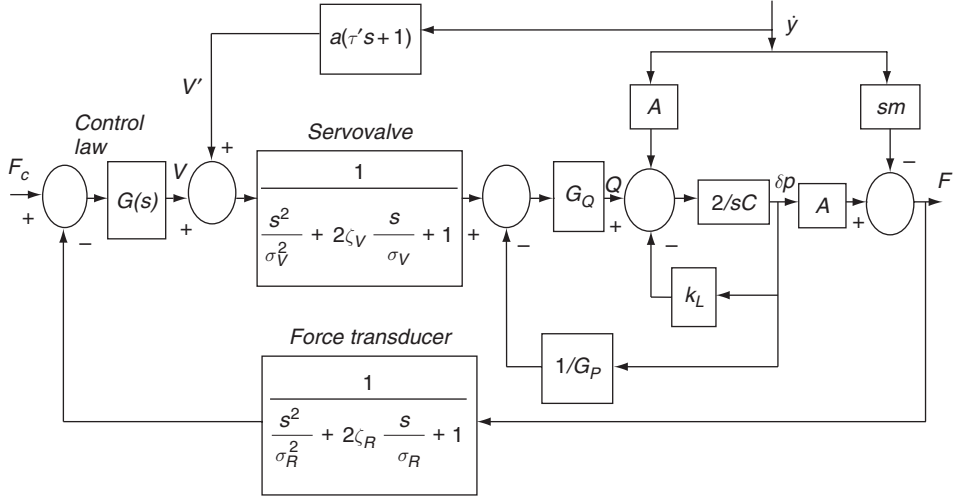 ẏ
a(τ′s+1)
V′
A
sm
Control
law
Servovalve
F_c
+
−
G(s)
V
+
+
1
s²
σ_V²
+ 2ζ_V
s
σ_V
+ 1
+
−
G_Q
Q
+
−
2/sC
δp
A
+
−
F
k_L
1/G_P
Force transducer
1
s²
σ_R²
+ 2ζ_R
s
σ_R
+ 1